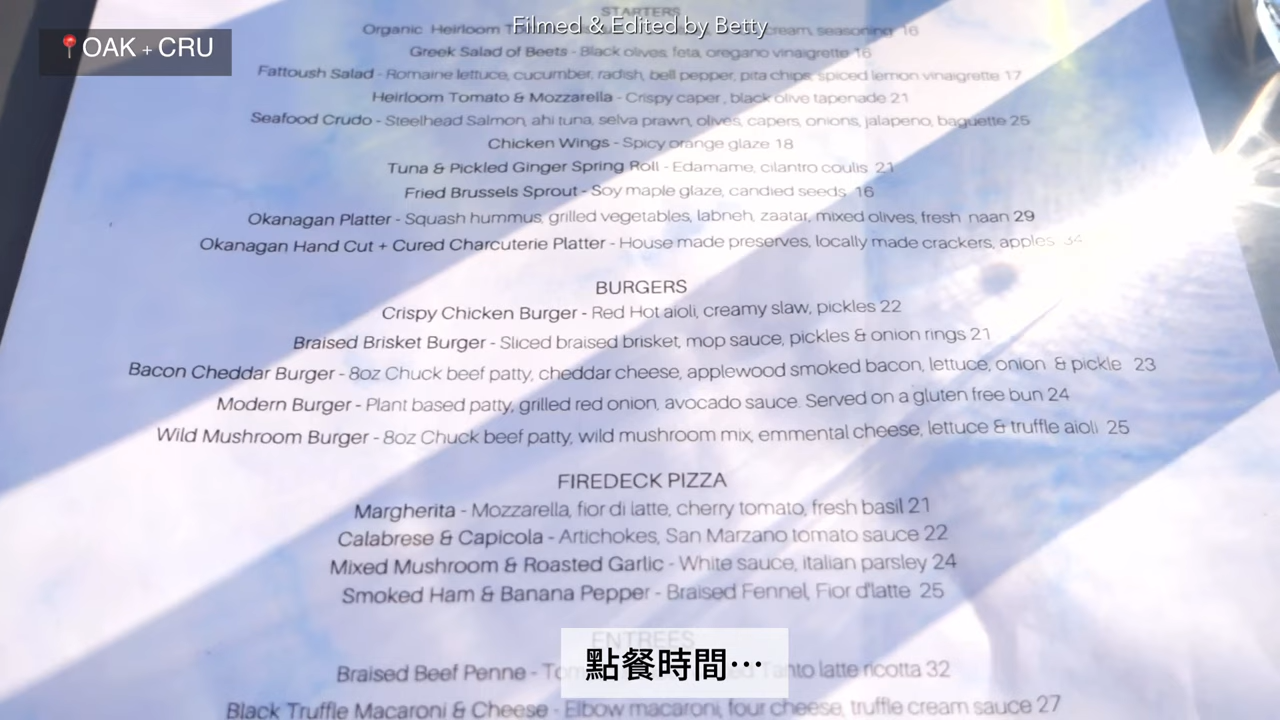 STARTERS
Filmed & Edited by Betty
📍OAK + CRU
Organic Heirloom cream, seasoning 16
Greek Salad of Beets - Black olives, feta, oregano vinaigrette 16
Fattoush Salad - Romaine lettuce, cucumber, radish, bell pepper, pita chips, spiced lemon vinaigrette 17
Heirloom Tomato & Mozzarella - Crispy caper , black olive tapenade 21
Seafood Crudo - Steelhead Salmon, ahi tuna, selva prawn, olives, capers, onions, jalapeno, baguette 25
Chicken Wings - Spicy orange glaze 18
Tuna & Pickled Ginger Spring Roll - Edamame, cilantro coulis 21
Fried Brussels Sprout - Soy maple glaze, candied seeds 16
Okanagan Platter - Squash hummus, grilled vegetables, labneh, zaatar, mixed olives, fresh naan 29
Okanagan Hand Cut + Cured Charcuterie Platter - House made preserves, locally made crackers, apples 34
BURGERS
Crispy Chicken Burger - Red Hot aioli, creamy slaw, pickles 22
Braised Brisket Burger - Sliced braised brisket, mop sauce, pickles & onion rings 21
Bacon Cheddar Burger - 8oz Chuck beef patty, cheddar cheese, applewood smoked bacon, lettuce, onion & pickle 23
Modern Burger - Plant based patty, grilled red onion, avocado sauce. Served on a gluten free bun 24
Wild Mushroom Burger - 8oz Chuck beef patty, wild mushroom mix, emmental cheese, lettuce & truffle aioli 25
FIREDECK PIZZA
Margherita - Mozzarella, fior di latte, cherry tomato, fresh basil 21
Calabrese & Capicola - Artichokes, San Marzano tomato sauce 22
Mixed Mushroom & Roasted Garlic - White sauce, italian parsley 24
Smoked Ham & Banana Pepper - Braised Fennel, Fior d'latte 25
ENTREES
點餐時間…
Braised Beef Penne - Tanto latte ricotta 32
Black Truffle Macaroni & Cheese - Elbow macaroni, four cheese, truffle cream sauce 27